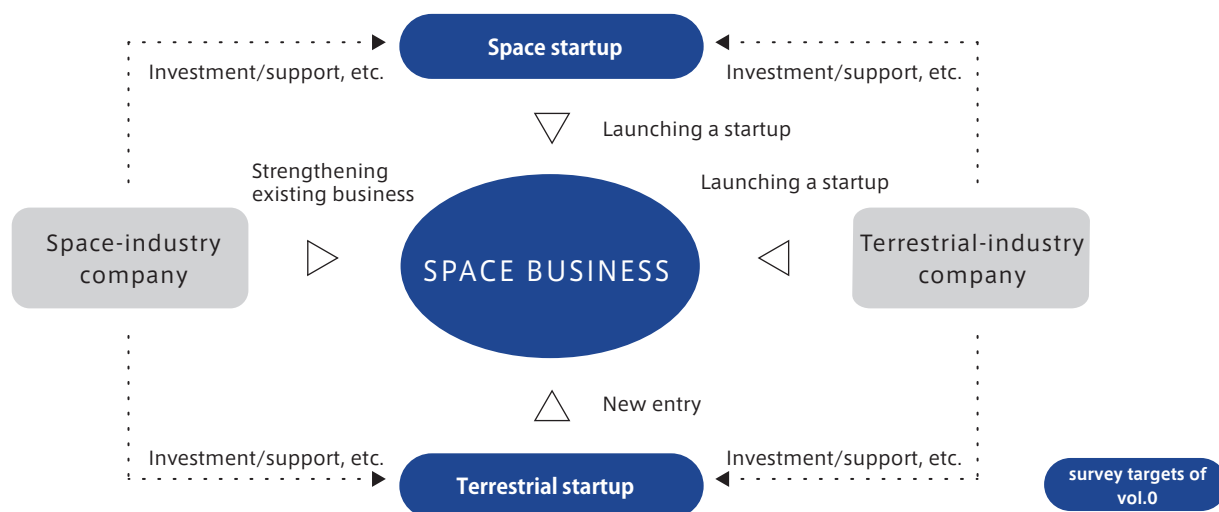 Space startup
Investment/support, etc.
Investment/support, etc.
Launching a startup
Strengthening
existing business
Launching a startup
Space-industry
company
SPACE BUSINESS
Terrestrial-industry
company
New entry
Investment/support, etc.
Investment/support, etc.
Terrestrial startup
survey targets of
vol.0